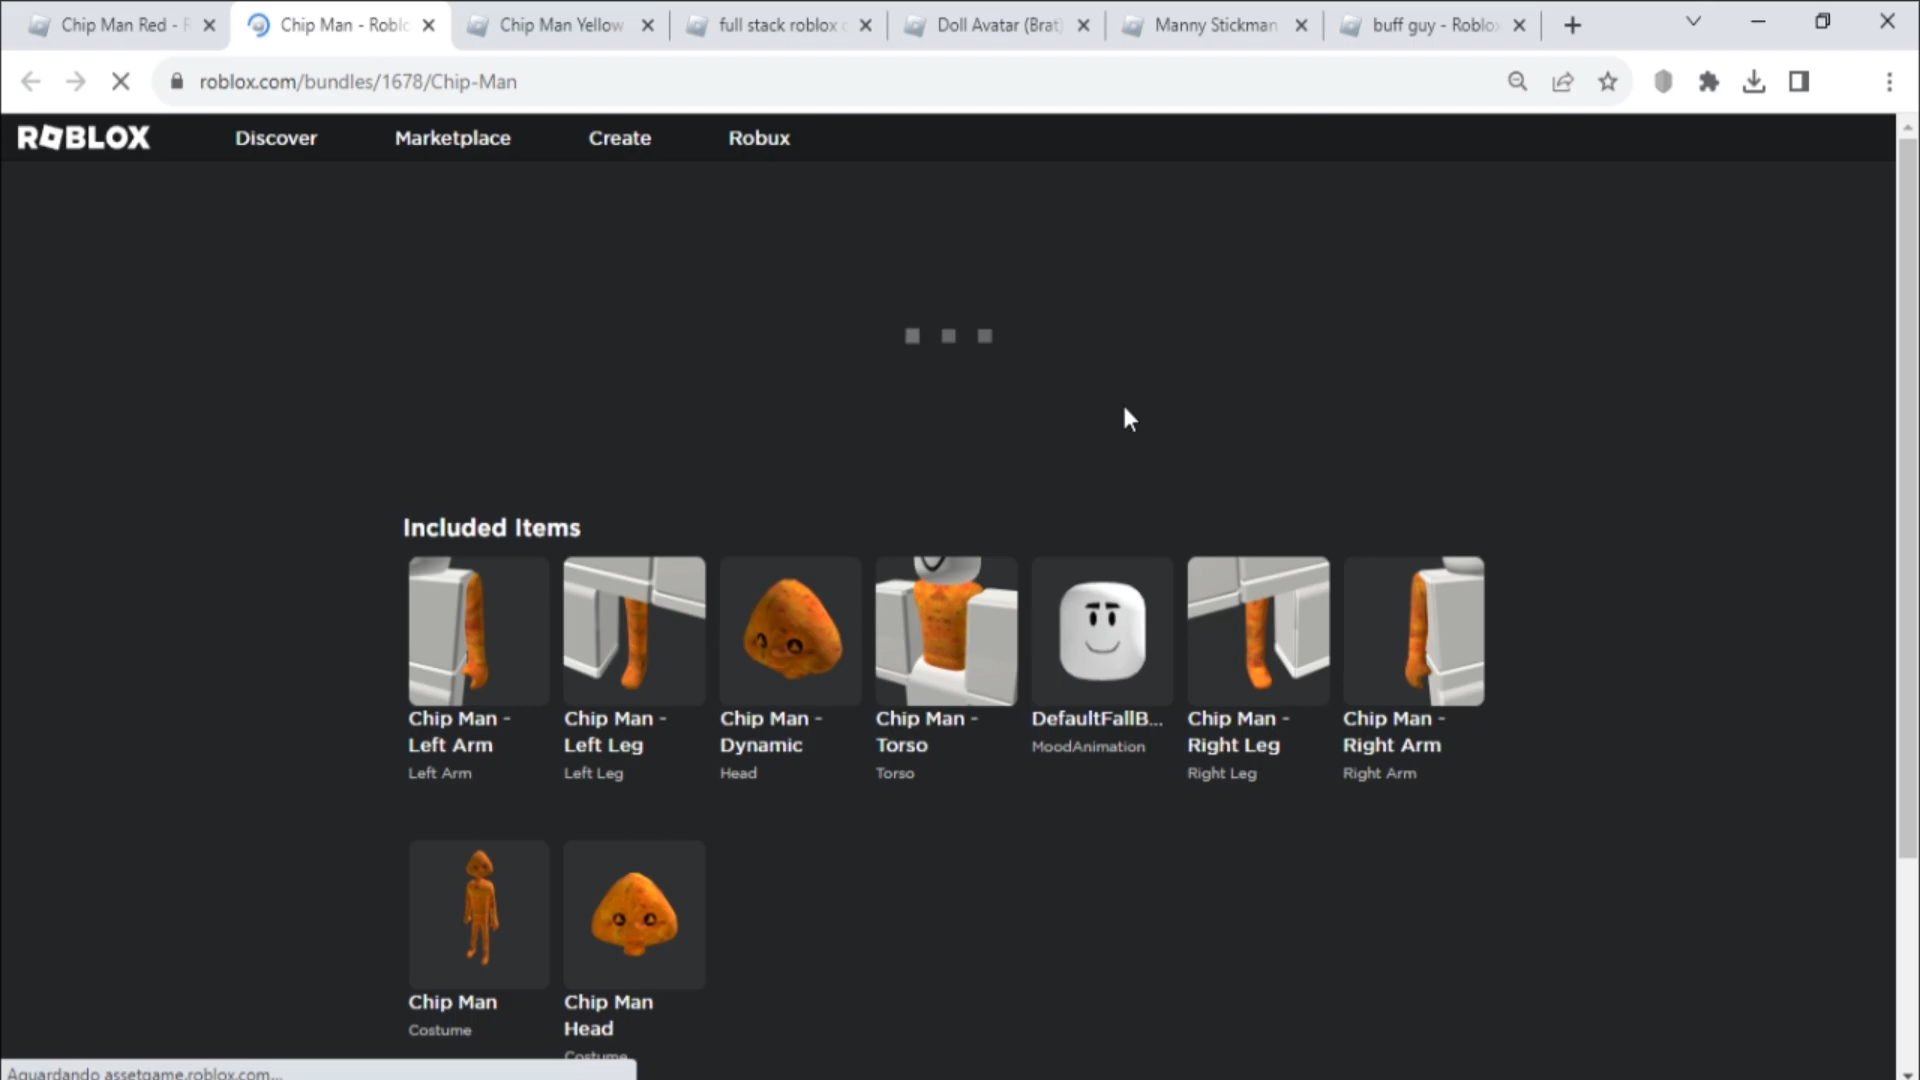 Chip Man Red - R
Chip Man - Roblo
Chip Man Yellow
full stack roblox
Doll Avatar (Brat)
Manny Stickman
buff guy - Roblox
roblox.com/bundles/1678/Chip-Man
ROBLOX
Discover
Marketplace
Create
Robux
Included Items
Chip Man -
Left Arm
Left Arm
Chip Man -
Left Leg
Left Leg
Chip Man -
Dynamic
Head
Chip Man -
Torso
Torso
DefaultFallB...
MoodAnimation
Chip Man -
Right Leg
Right Leg
Chip Man -
Right Arm
Right Arm
Chip Man
Costume
Chip Man
Head
Costume
Aguardando assetgame.roblox.com...